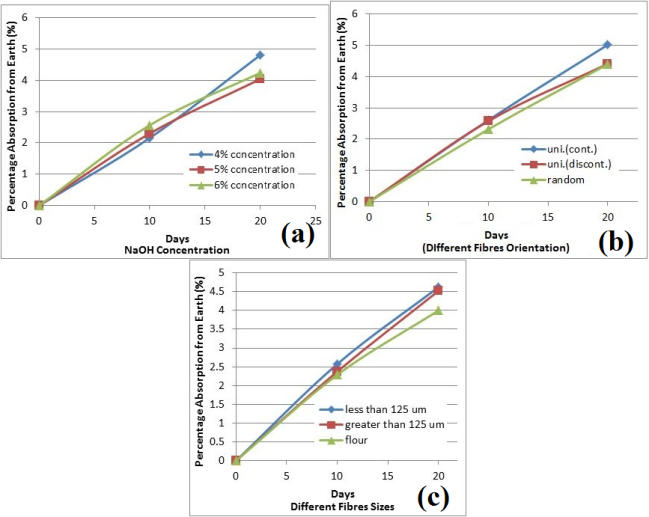 Percentage Absorption from Earth (%)
6
5
4
3
2
1
0
4% concentration
5% concentration
6% concentration
0 5 10 15 20 25
Days
NaOH Concentration
(a)
Percentage Absorption from Earth (%)
6
5
4
3
2
1
0
uni.(cont.)
uni.(discont.)
random
0 5 10 15 20
Days
(Different Fibres Orientation)
(b)
Percentage Absorption from Earth (%)
5
4.5
4
3.5
3
2.5
2
1.5
1
0.5
0
less than 125 um
greater than 125 um
flour
0 5 10 15 20
Days
Different Fibres Sizes
(c)